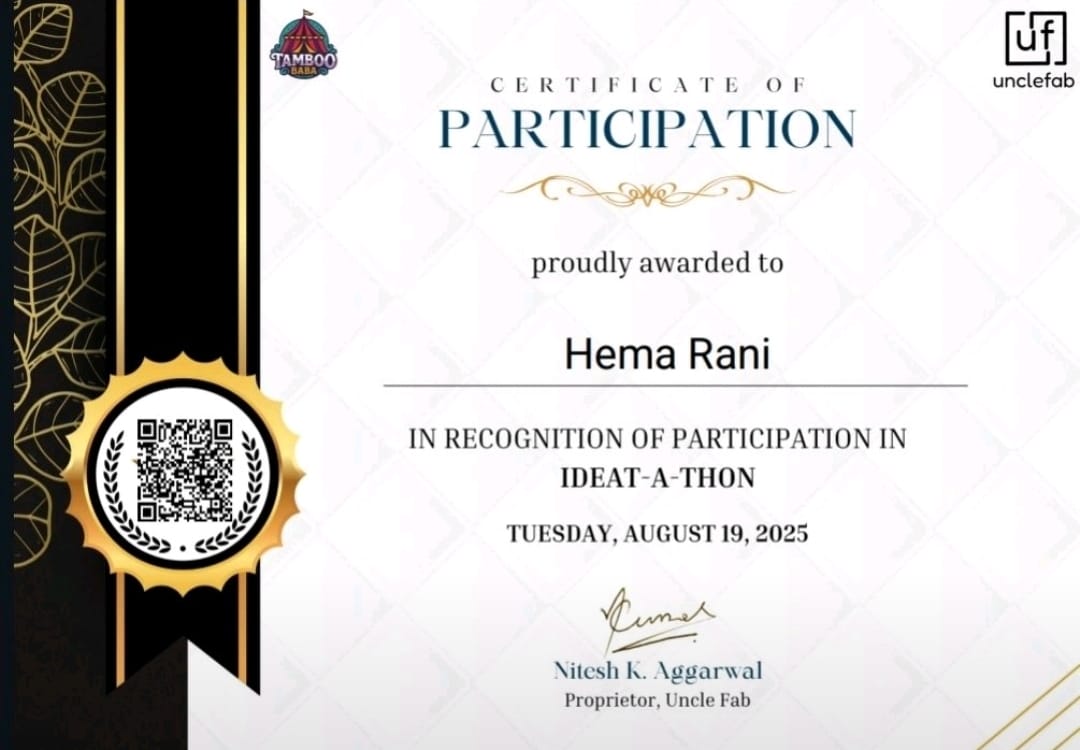 TAMBOO
BABA
uf
unclefab
CERTIFICATE OF
PARTICIPATION
proudly awarded to
Hema Rani
IN RECOGNITION OF PARTICIPATION IN
IDEAT-A-THON
TUESDAY, AUGUST 19, 2025
Nitesh K. Aggarwal
Proprietor, Uncle Fab